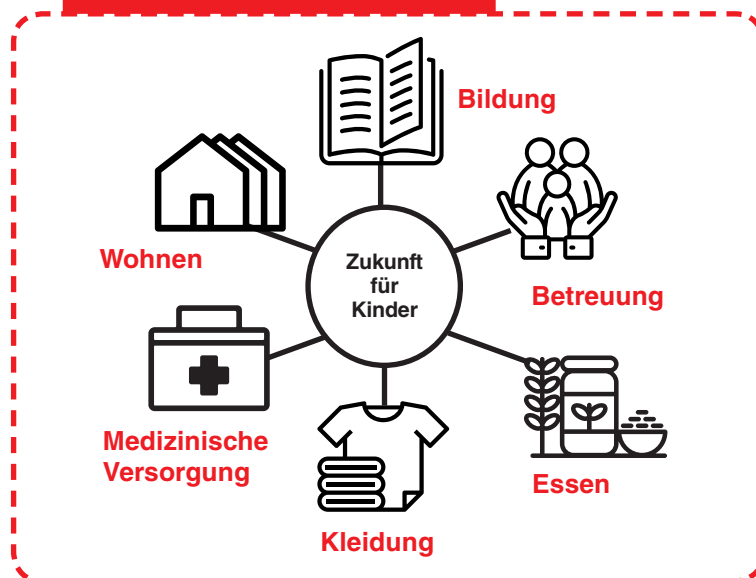 Bildung
Wohnen
Zukunft
für
Kinder
Betreuung
Medizinische
Versorgung
Essen
Kleidung